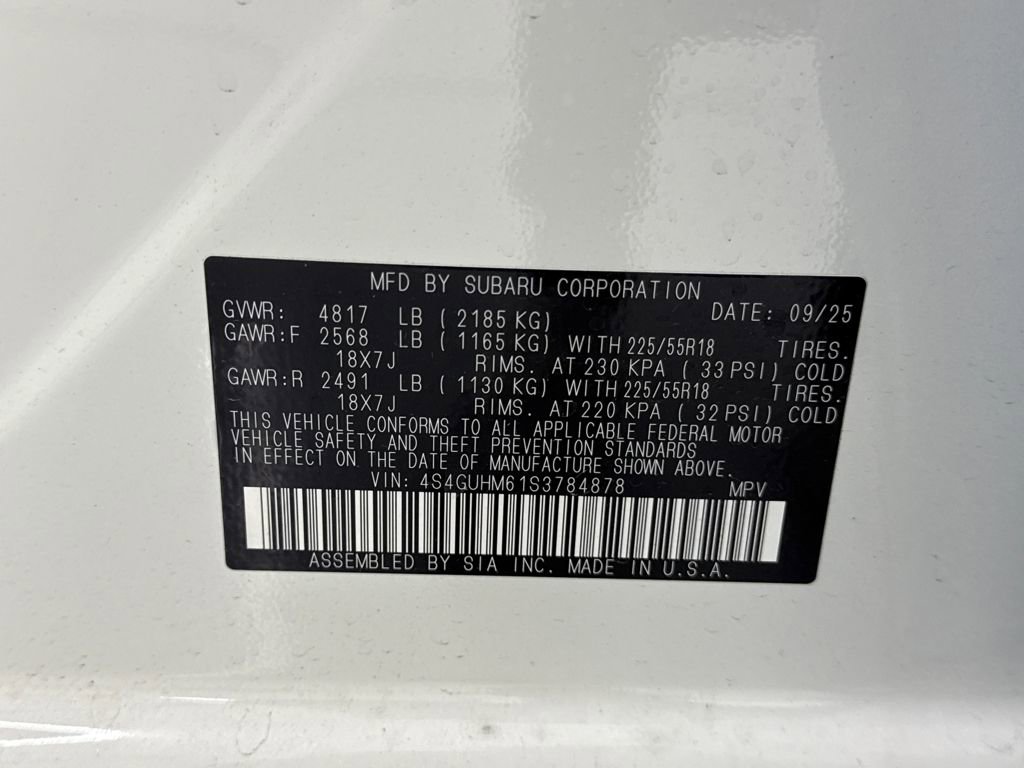 MFD BY SUBARU CORPORATION
GVWR: 4817 LB ( 2185 KG) DATE: 09/25
GAWR:F 2568 LB ( 1165 KG) WITH 225/55R18 TIRES.
18X7J RIMS. AT 230 KPA ( 33 PSI) COLD
GAWR:R 2491 LB ( 1130 KG) WITH 225/55R18 TIRES.
18X7J RIMS. AT 220 KPA ( 32 PSI) COLD
THIS VEHICLE CONFORMS TO ALL APPLICABLE FEDERAL MOTOR
VEHICLE SAFETY AND THEFT PREVENTION STANDARDS
IN EFFECT ON THE DATE OF MANUFACTURE SHOWN ABOVE.
VIN: 4S4GUHM61S3784878 MPV
ASSEMBLED BY SIA INC. MADE IN U.S.A.